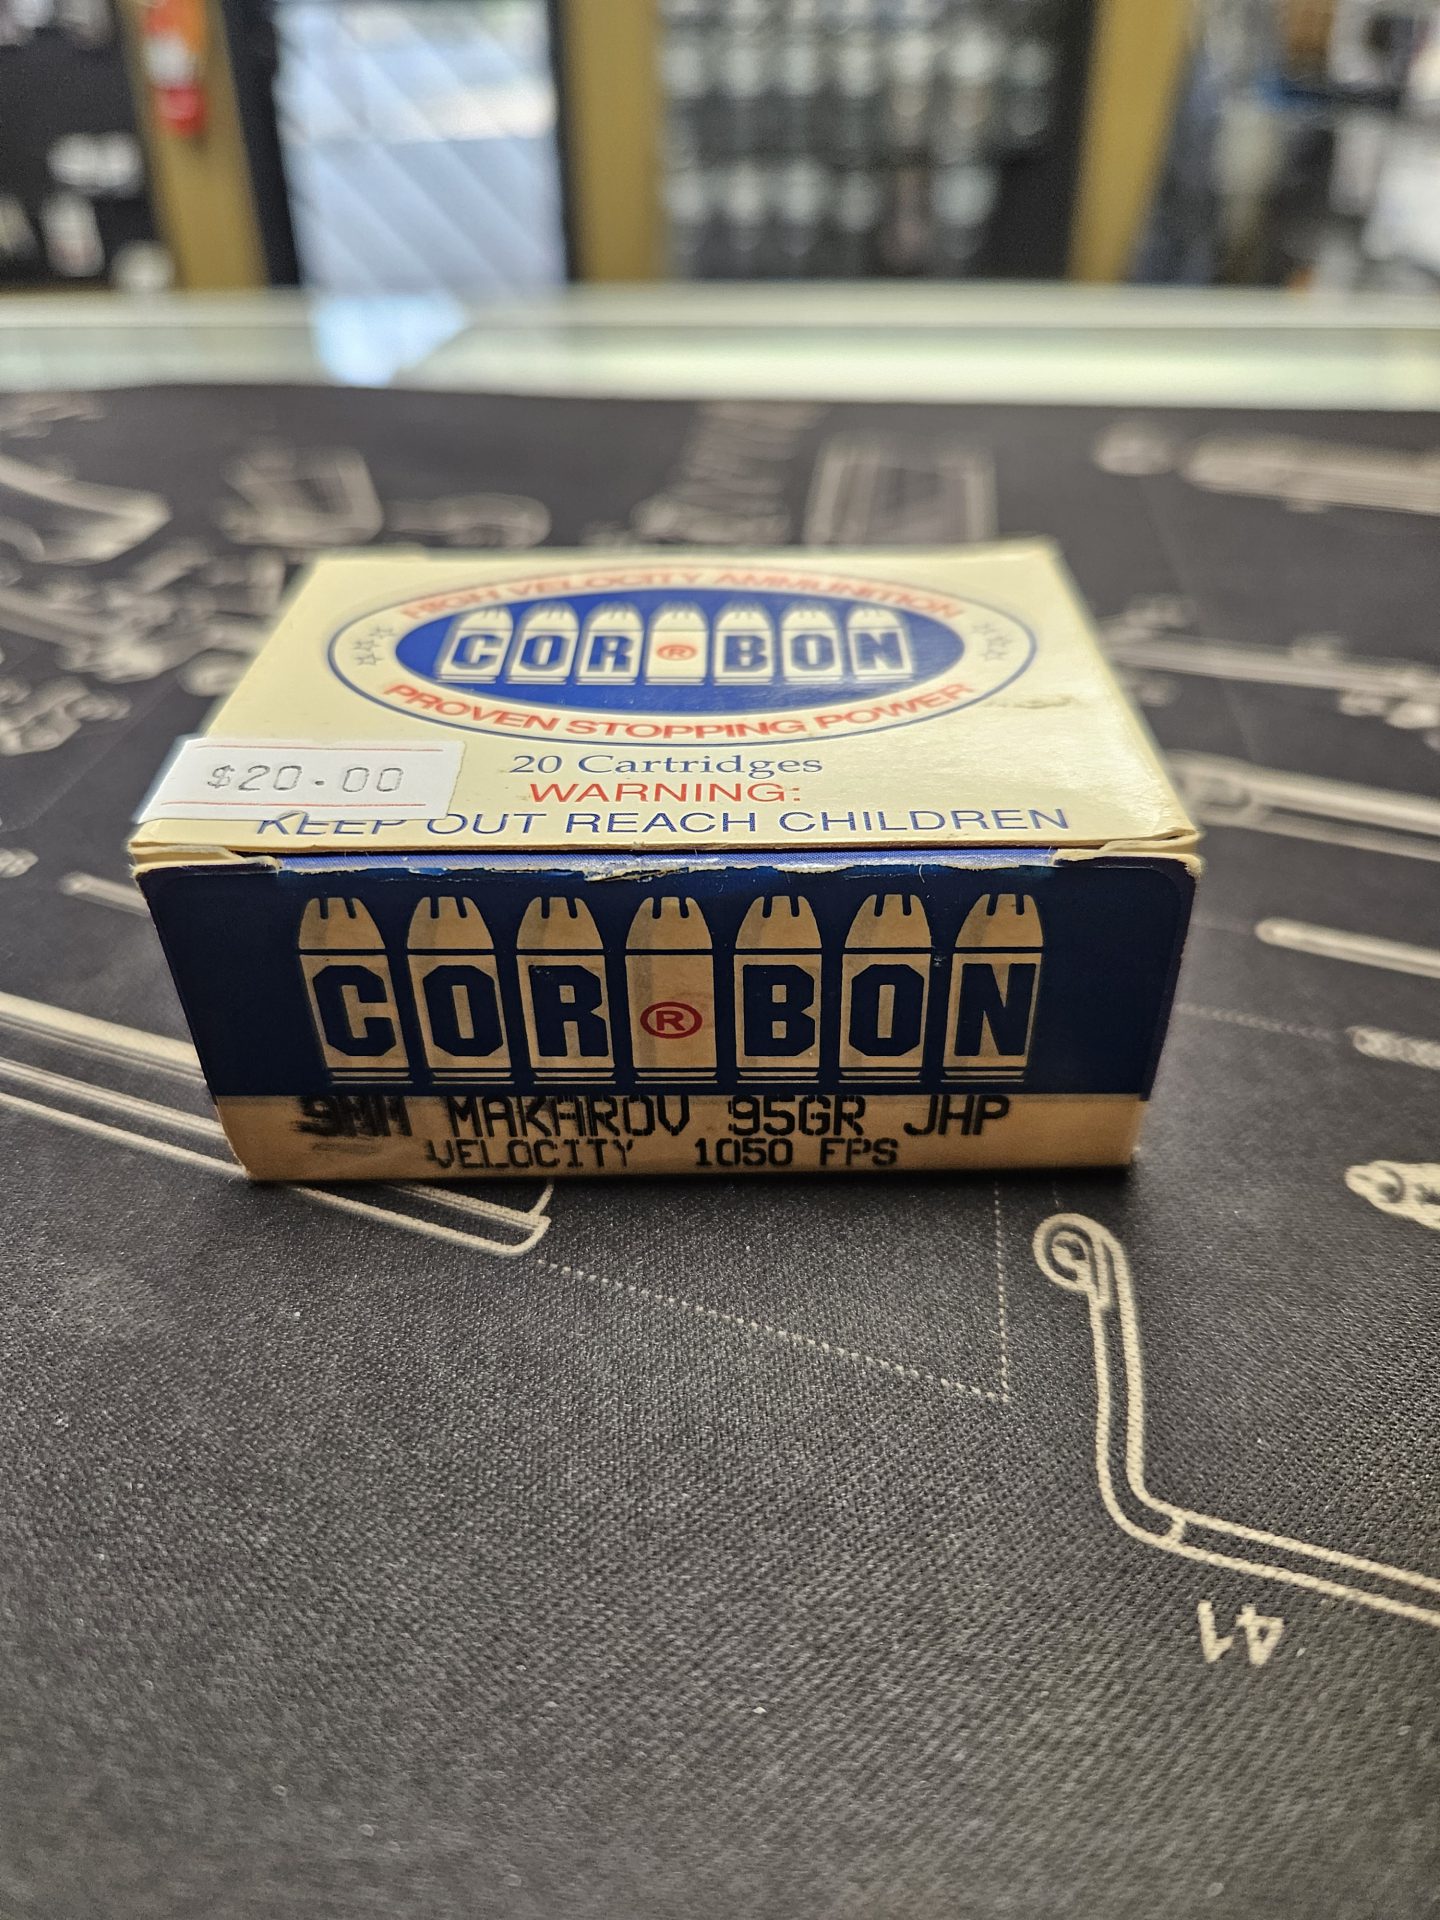 HIGH VELOCITY AMMUNITION
COR®BON
PROVEN STOPPING POWER
$20.00
20 Cartridges
WARNING:
KEEP OUT REACH CHILDREN
COR®BON
9MM MAKAROV 95GR JHP
VELOCITY 1050 FPS
41